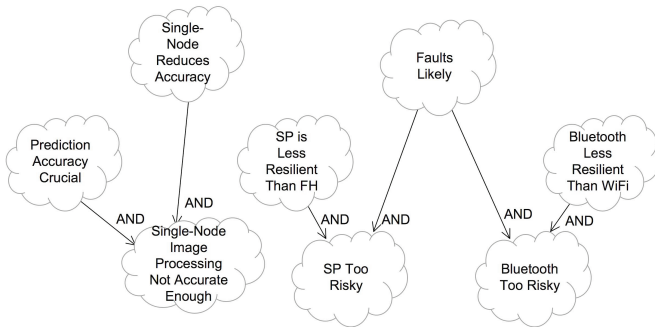 Single-
Node
Reduces
Accuracy
Faults
Likely
Prediction
Accuracy
Crucial
SP is
Less
Resilient
Than FH
Bluetooth
Less
Resilient
Than WiFi
AND
AND
AND
AND
AND
AND
Single-Node
Image
Processing
Not Accurate
Enough
SP Too
Risky
Bluetooth
Too Risky